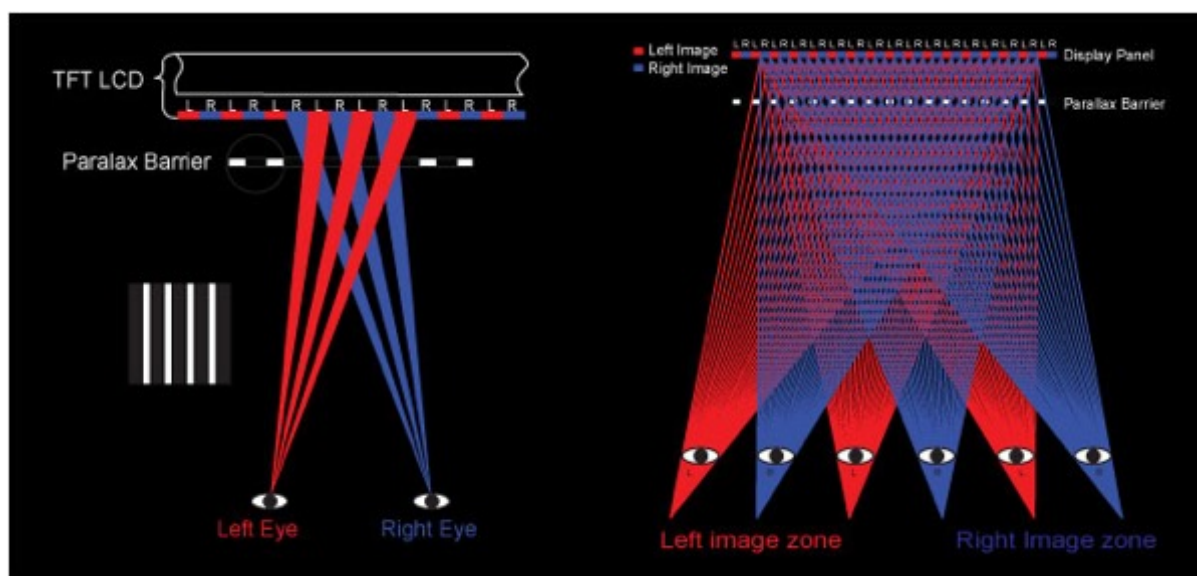 TFT LCD
L R L R L R L R L R L R L R L R
Paralax Barrier
Left Eye
Right Eye
Left Image
Right Image
L R L R L R L R L R L R L R L R L R L R L R L R L R L R L R L R L R L R
Display Panel
Parallax Barrier
L R L R L R
Left image zone
Right Image zone